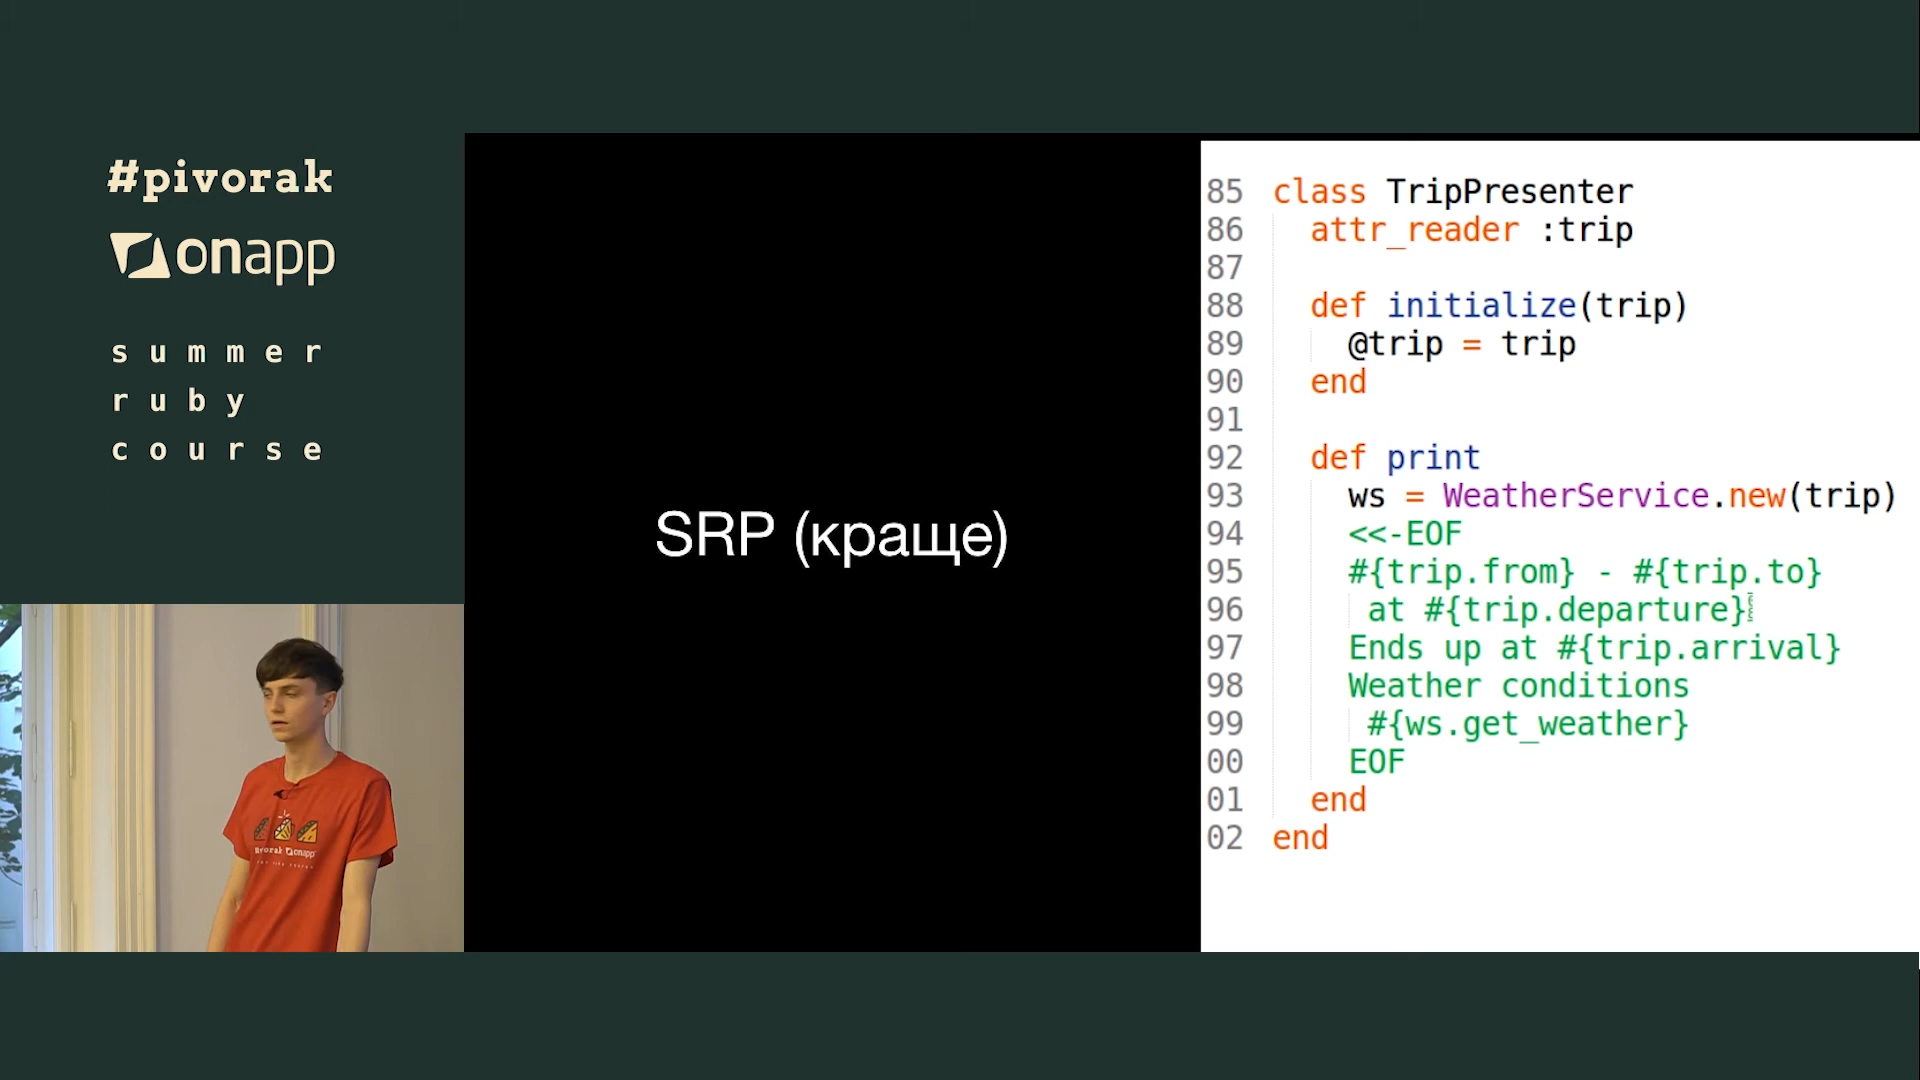 #pivorak
onapp
summer
ruby
course
SRP (краще)
85 class TripPresenter
86 attr_reader :trip
87
88 def initialize(trip)
89 @trip = trip
90 end
91
92 def print
93 ws = WeatherService.new(trip)
94 <<-EOF
95 #{trip.from} - #{trip.to}
96 at #{trip.departure}
97 Ends up at #{trip.arrival}
98 Weather conditions
99 #{ws.get_weather}
00 EOF
01 end
02 end
onapp